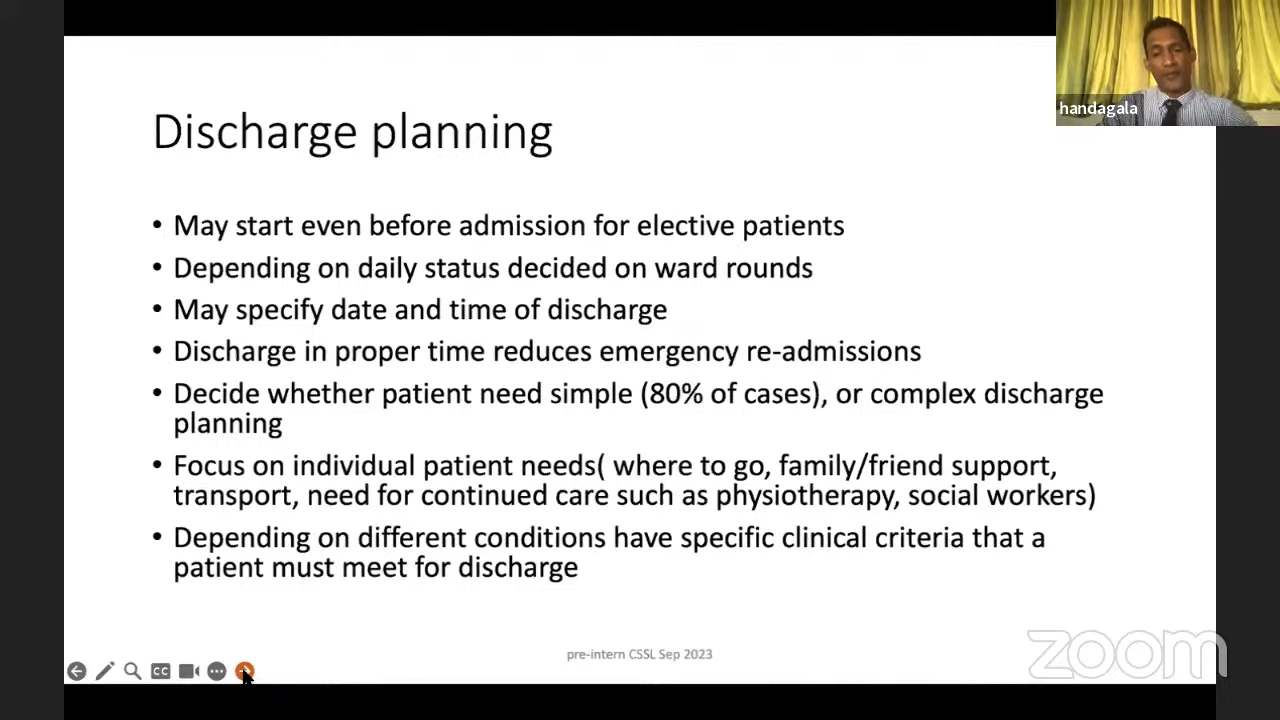 handagala
Discharge planning
• May start even before admission for elective patients
• Depending on daily status decided on ward rounds
• May specify date and time of discharge
• Discharge in proper time reduces emergency re-admissions
• Decide whether patient need simple (80% of cases), or complex discharge
planning
• Focus on individual patient needs( where to go, family/friend support,
transport, need for continued care such as physiotherapy, social workers)
• Depending on different conditions have specific clinical criteria that a
patient must meet for discharge
pre-intern CSSL Sep 2023
zoom
CC